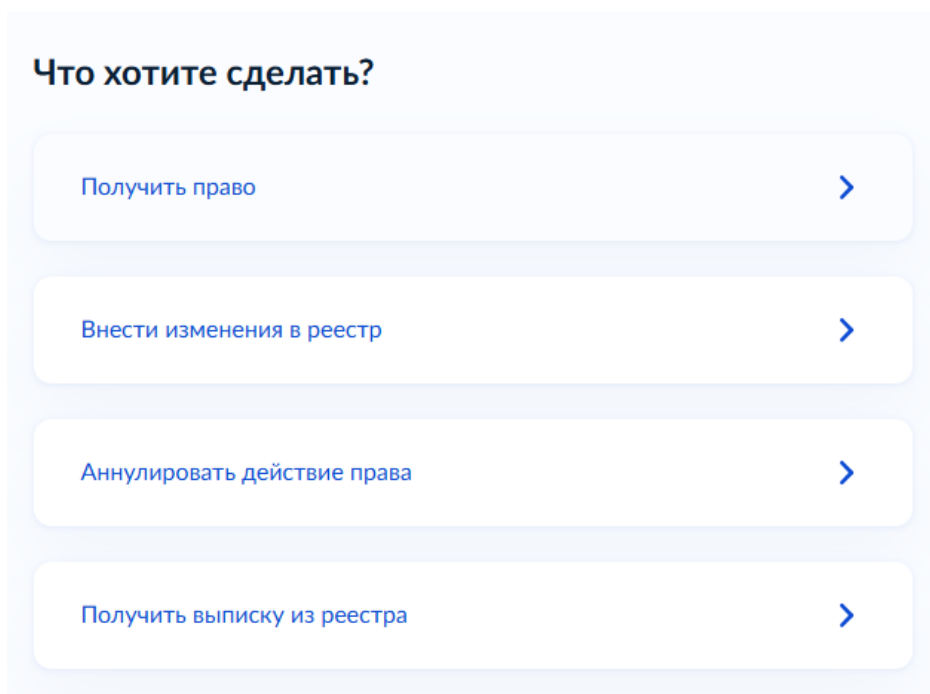 Что хотите сделать?
Получить право
Внести изменения в реестр
Аннулировать действие права
Получить выписку из реестра